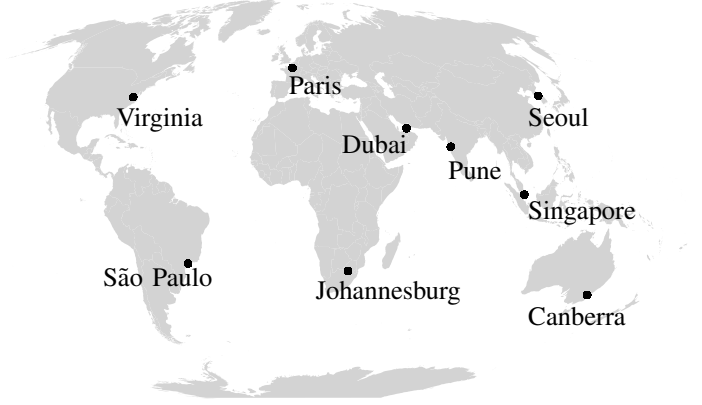 Paris
Virginia
Seoul
Dubai
Pune
Singapore
São Paulo
Johannesburg
Canberra